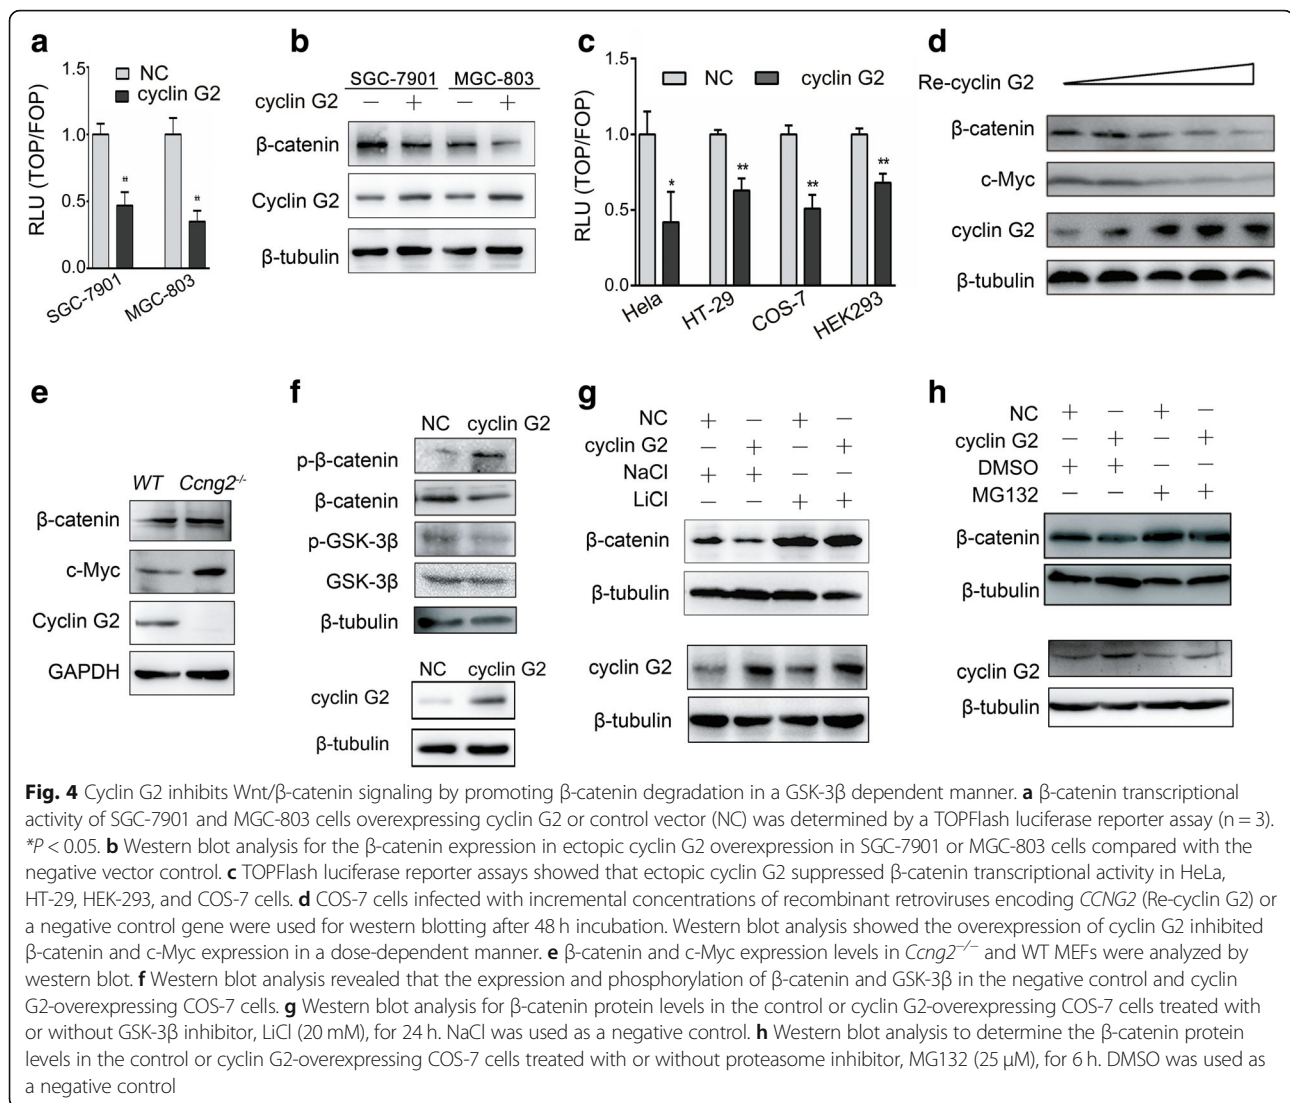 a
1.5
1.0
0.5
0.0
RLU (TOP/FOP)
NC
cyclin G2
#
#
SGC-7901
MGC-803
b
SGC-7901 MGC-803
cyclin G2 − + − +
β-catenin
Cyclin G2
β-tubulin
c
1.5
1.0
0.5
0.0
RLU (TOP/FOP)
NC cyclin G2
* ** ** **
Hela
HT-29
COS-7
HEK293
d
Re-cyclin G2
β-catenin
c-Myc
cyclin G2
β-tubulin
e
WT Ccng2-/-
β-catenin
c-Myc
Cyclin G2
GAPDH
f
NC cyclin G2
p-β-catenin
β-catenin
p-GSK-3β
GSK-3β
β-tubulin
NC cyclin G2
cyclin G2
β-tubulin
g
NC + − + −
cyclin G2 − + − +
NaCl + + − −
LiCl − − + +
β-catenin
β-tubulin
cyclin G2
β-tubulin
h
NC + − + −
cyclin G2 − + − +
DMSO + + − −
MG132 − − + +
β-catenin
β-tubulin
cyclin G2
β-tubulin
Fig. 4 Cyclin G2 inhibits Wnt/β-catenin signaling by promoting β-catenin degradation in a GSK-3β dependent manner. a β-catenin transcriptional
activity of SGC-7901 and MGC-803 cells overexpressing cyclin G2 or control vector (NC) was determined by a TOPFlash luciferase reporter assay (n = 3).
*P < 0.05. b Western blot analysis for the β-catenin expression in ectopic cyclin G2 overexpression in SGC-7901 or MGC-803 cells compared with the
negative vector control. c TOPFlash luciferase reporter assays showed that ectopic cyclin G2 suppressed β-catenin transcriptional activity in HeLa,
HT-29, HEK-293, and COS-7 cells. d COS-7 cells infected with incremental concentrations of recombinant retroviruses encoding CCNG2 (Re-cyclin G2) or
a negative control gene were used for western blotting after 48 h incubation. Western blot analysis showed the overexpression of cyclin G2 inhibited
β-catenin and c-Myc expression in a dose-dependent manner. e β-catenin and c-Myc expression levels in Ccng2−/− and WT MEFs were analyzed by
western blot. f Western blot analysis revealed that the expression and phosphorylation of β-catenin and GSK-3β in the negative control and cyclin
G2-overexpressing COS-7 cells. g Western blot analysis for β-catenin protein levels in the control or cyclin G2-overexpressing COS-7 cells treated with
or without GSK-3β inhibitor, LiCl (20 mM), for 24 h. NaCl was used as a negative control. h Western blot analysis to determine the β-catenin protein
levels in the control or cyclin G2-overexpressing COS-7 cells treated with or without proteasome inhibitor, MG132 (25 μM), for 6 h. DMSO was used as
a negative control